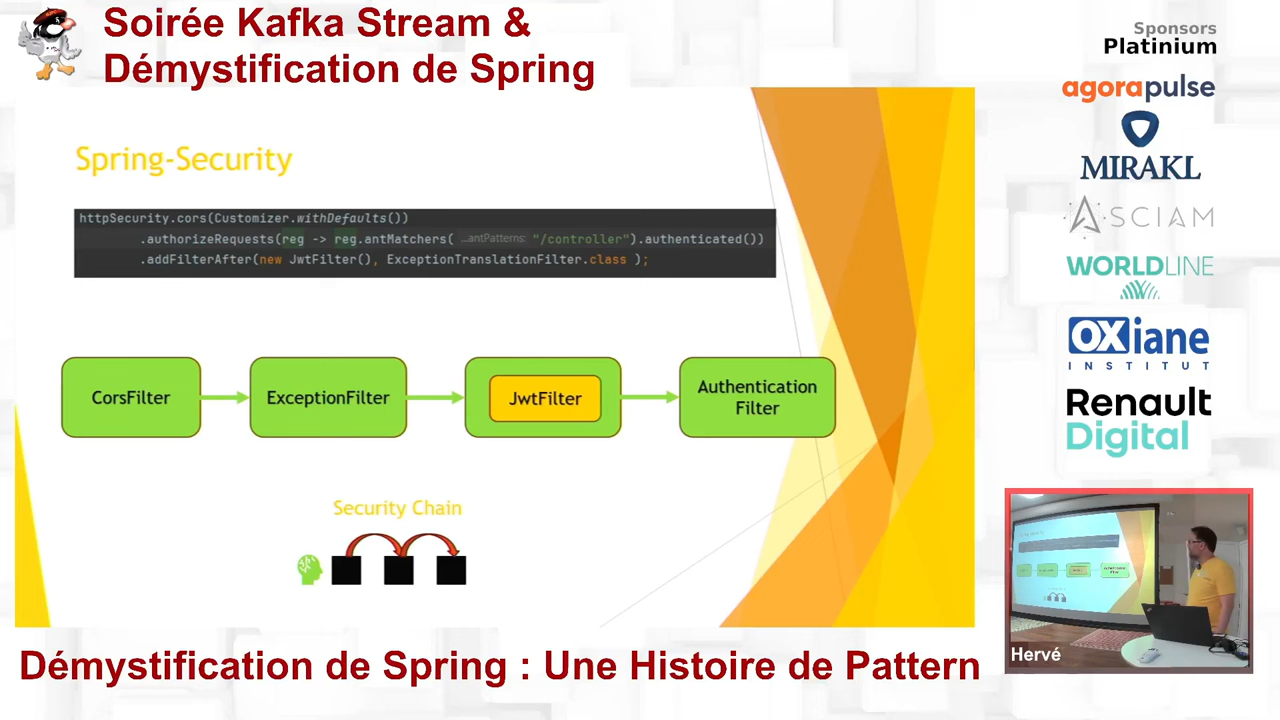 Soirée Kafka Stream &
Démystification de Spring
Sponsors
Platinium
agorapulse
MIRAKL
ASCIAM
WORLDLINE
OXiane
INSTITUT
Renault
Digital
Spring-Security
httpSecurity.cors(Customizer.withDefaults())
.authorizeRequests(reg -> reg.antMatchers( ...antPatterns: "/controller").authenticated())
.addFilterAfter(new JwtFilter(), ExceptionTranslationFilter.class );
CorsFilter
ExceptionFilter
JwtFilter
Authentication
Filter
Security Chain
Hervé
Démystification de Spring : Une Histoire de Pattern